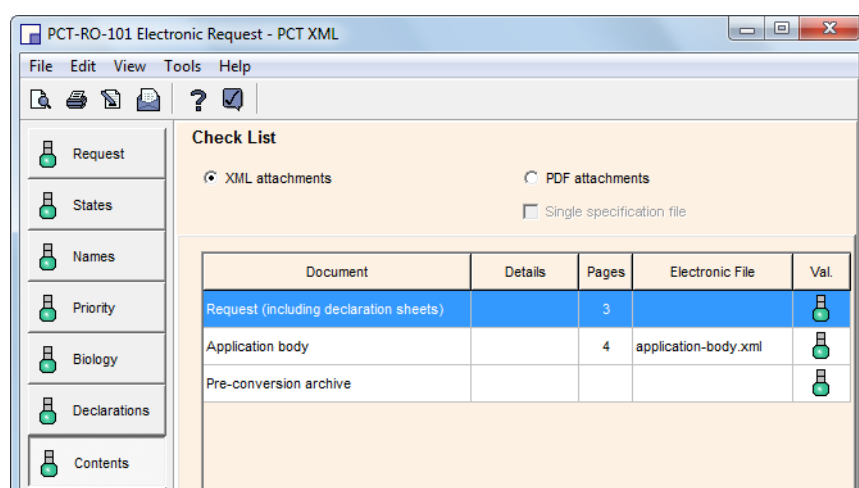 PCT-RO-101 Electronic Request - PCT XML
File Edit View Tools Help
Request
States
Names
Priority
Biology
Declarations
Contents
Check List
XML attachments
PDF attachments
Single specification file
Document Details Pages Electronic File Val.
Request (including declaration sheets) 3
Application body 4 application-body.xml
Pre-conversion archive